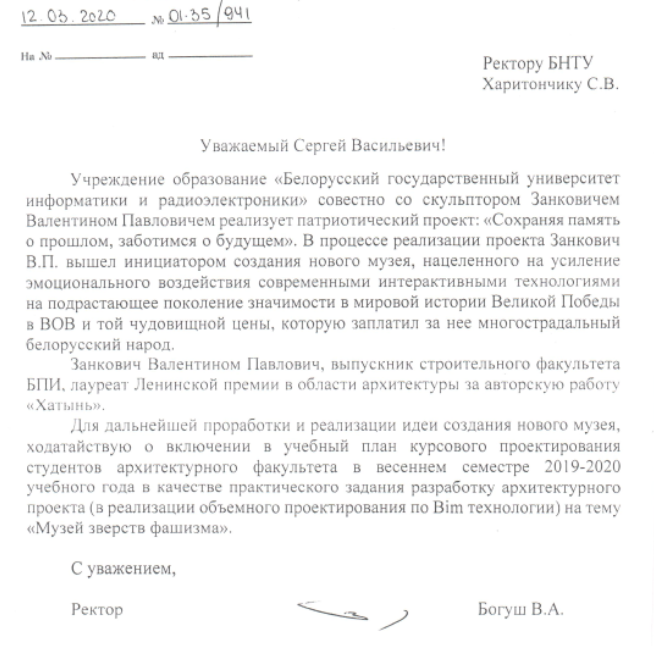 12.03.2020 № 01-35/941
На № ад
Ректору БНТУ
Харитончику С.В.
Уважаемый Сергей Васильевич!
Учреждение образование «Белорусский государственный университет
информатики и радиоэлектроники» совестно со скульптором Занковичем
Валентином Павловичем реализует патриотический проект: «Сохраняя память
о прошлом, заботимся о будущем». В процессе реализации проекта Занкович
В.П. вышел инициатором создания нового музея, нацеленного на усиление
эмоционального воздействия современными интерактивными технологиями
на подрастающее поколение значимости в мировой истории Великой Победы
в ВОВ и той чудовищной цены, которую заплатил за нее многострадальный
белорусский народ.
Занкович Валентином Павлович, выпускник строительного факультета
БПИ, лауреат Ленинской премии в области архитектуры за авторскую работу
«Хатынь».
Для дальнейшей проработки и реализации идеи создания нового музея,
ходатайствую о включении в учебный план курсового проектирования
студентов архитектурного факультета в весеннем семестре 2019-2020
учебного года в качестве практического задания разработку архитектурного
проекта (в реализации объемного проектирования по Bim технологии) на тему
«Музей зверств фашизма».
С уважением,
Ректор Богуш В.А.